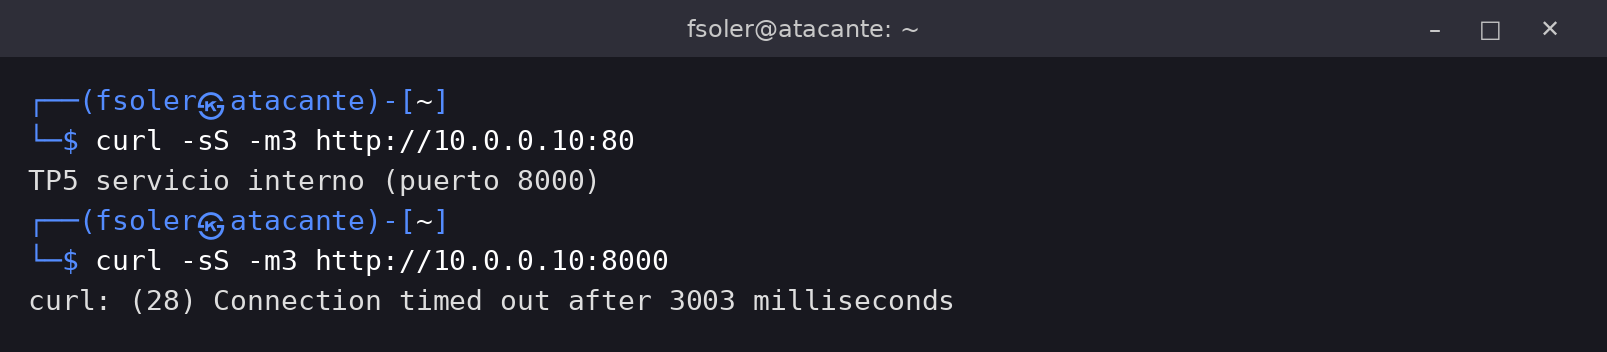 fsoler@atacante: ~
┌──(fsoler㉿atacante)-[~]
└─$ curl -sS -m3 http://10.0.0.10:80
TP5 servicio interno (puerto 8000)
┌──(fsoler㉿atacante)-[~]
└─$ curl -sS -m3 http://10.0.0.10:8000
curl: (28) Connection timed out after 3003 milliseconds